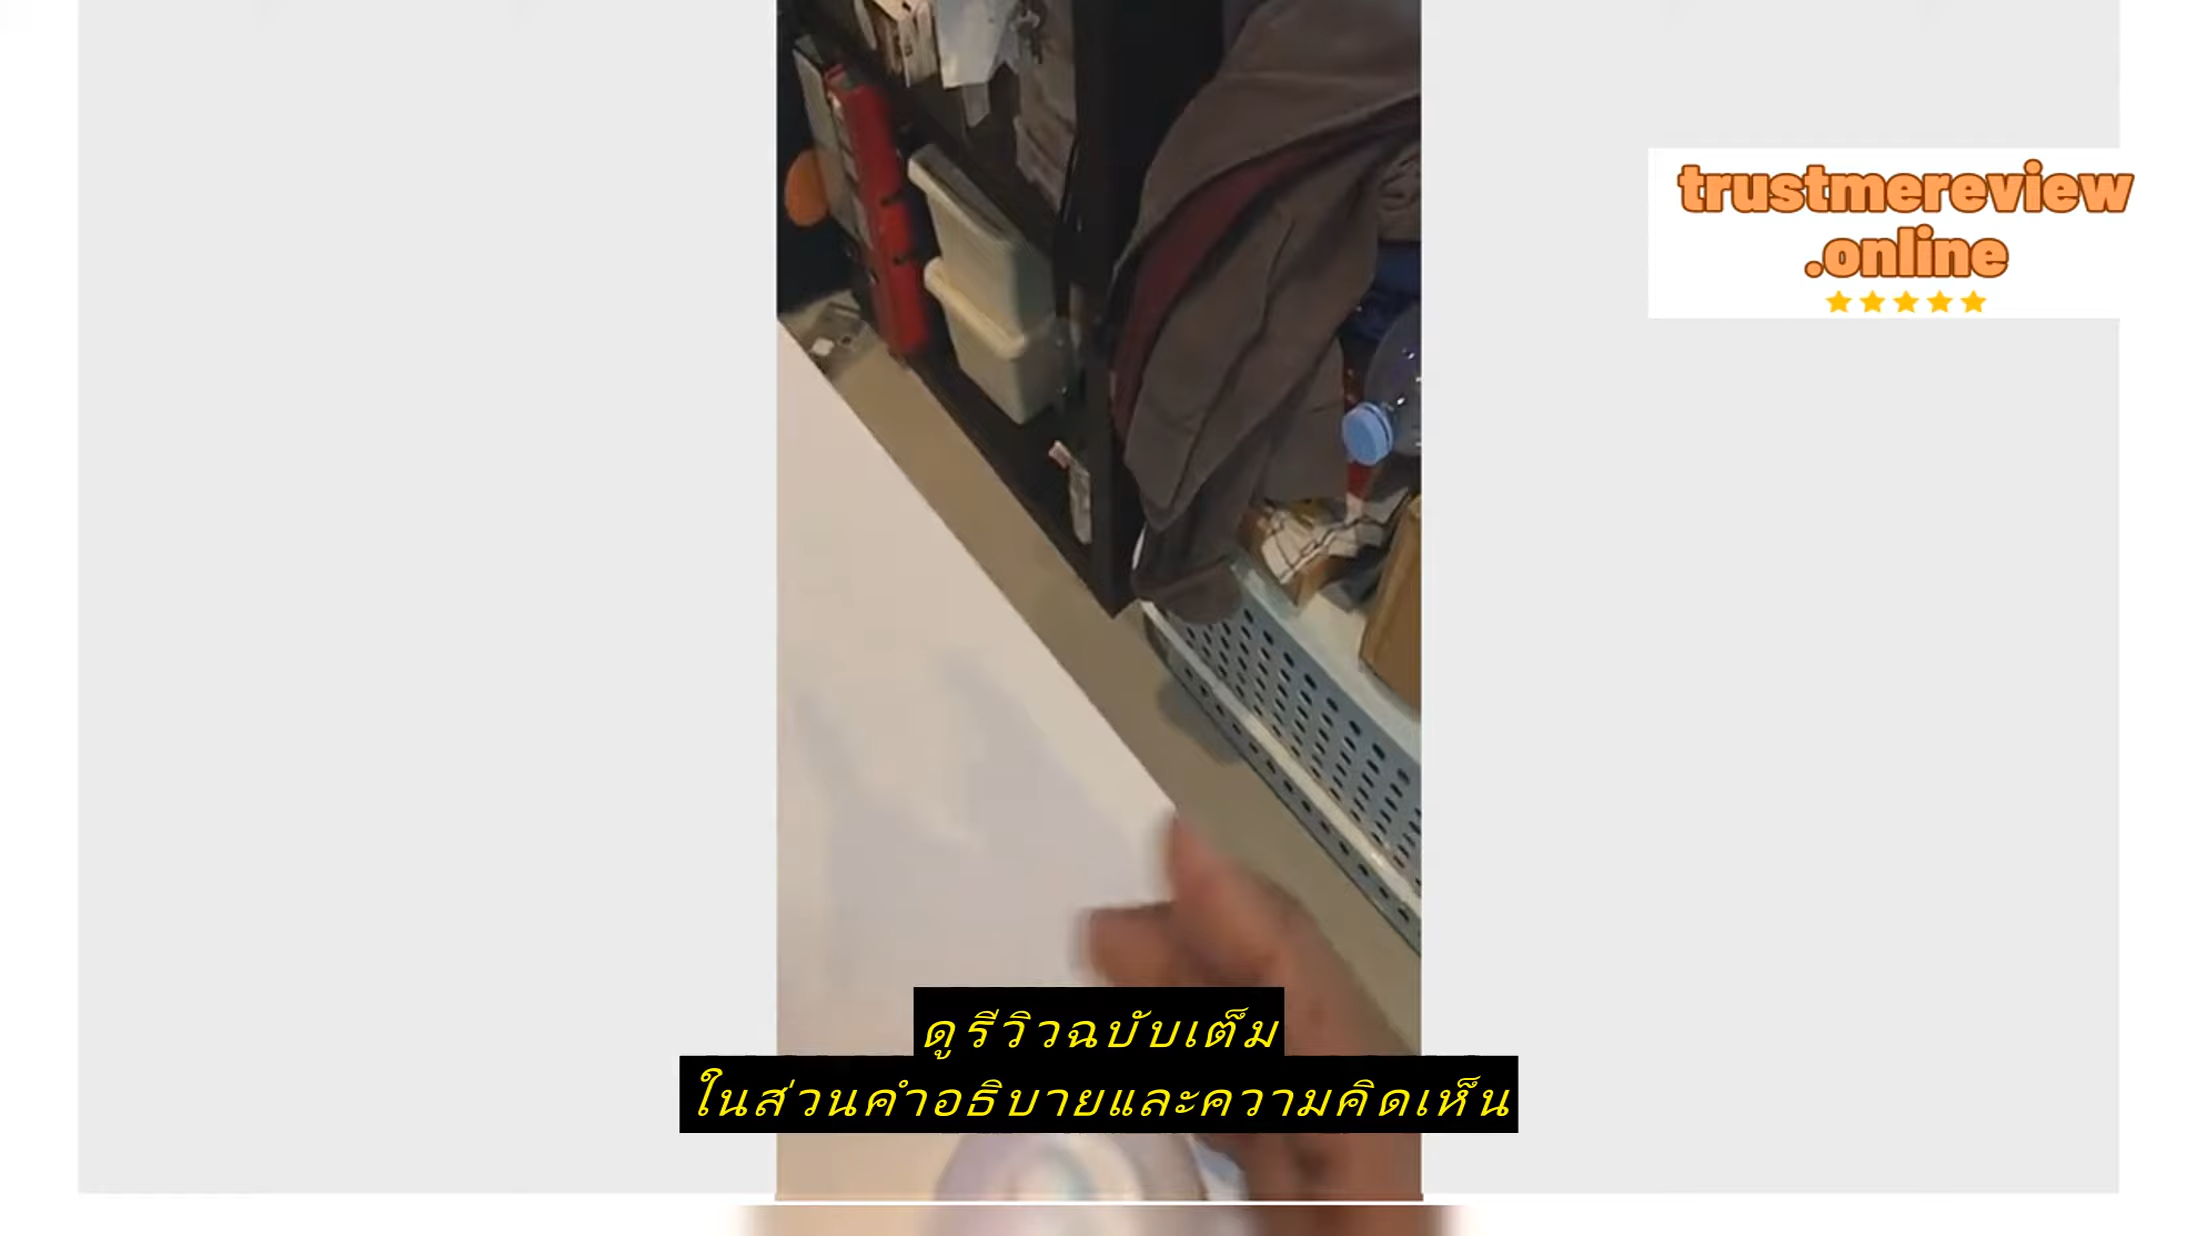 trustmereview
.online
ดูรีวิวฉบับเต็ม
ในส่วนคำอธิบายและความคิดเห็น